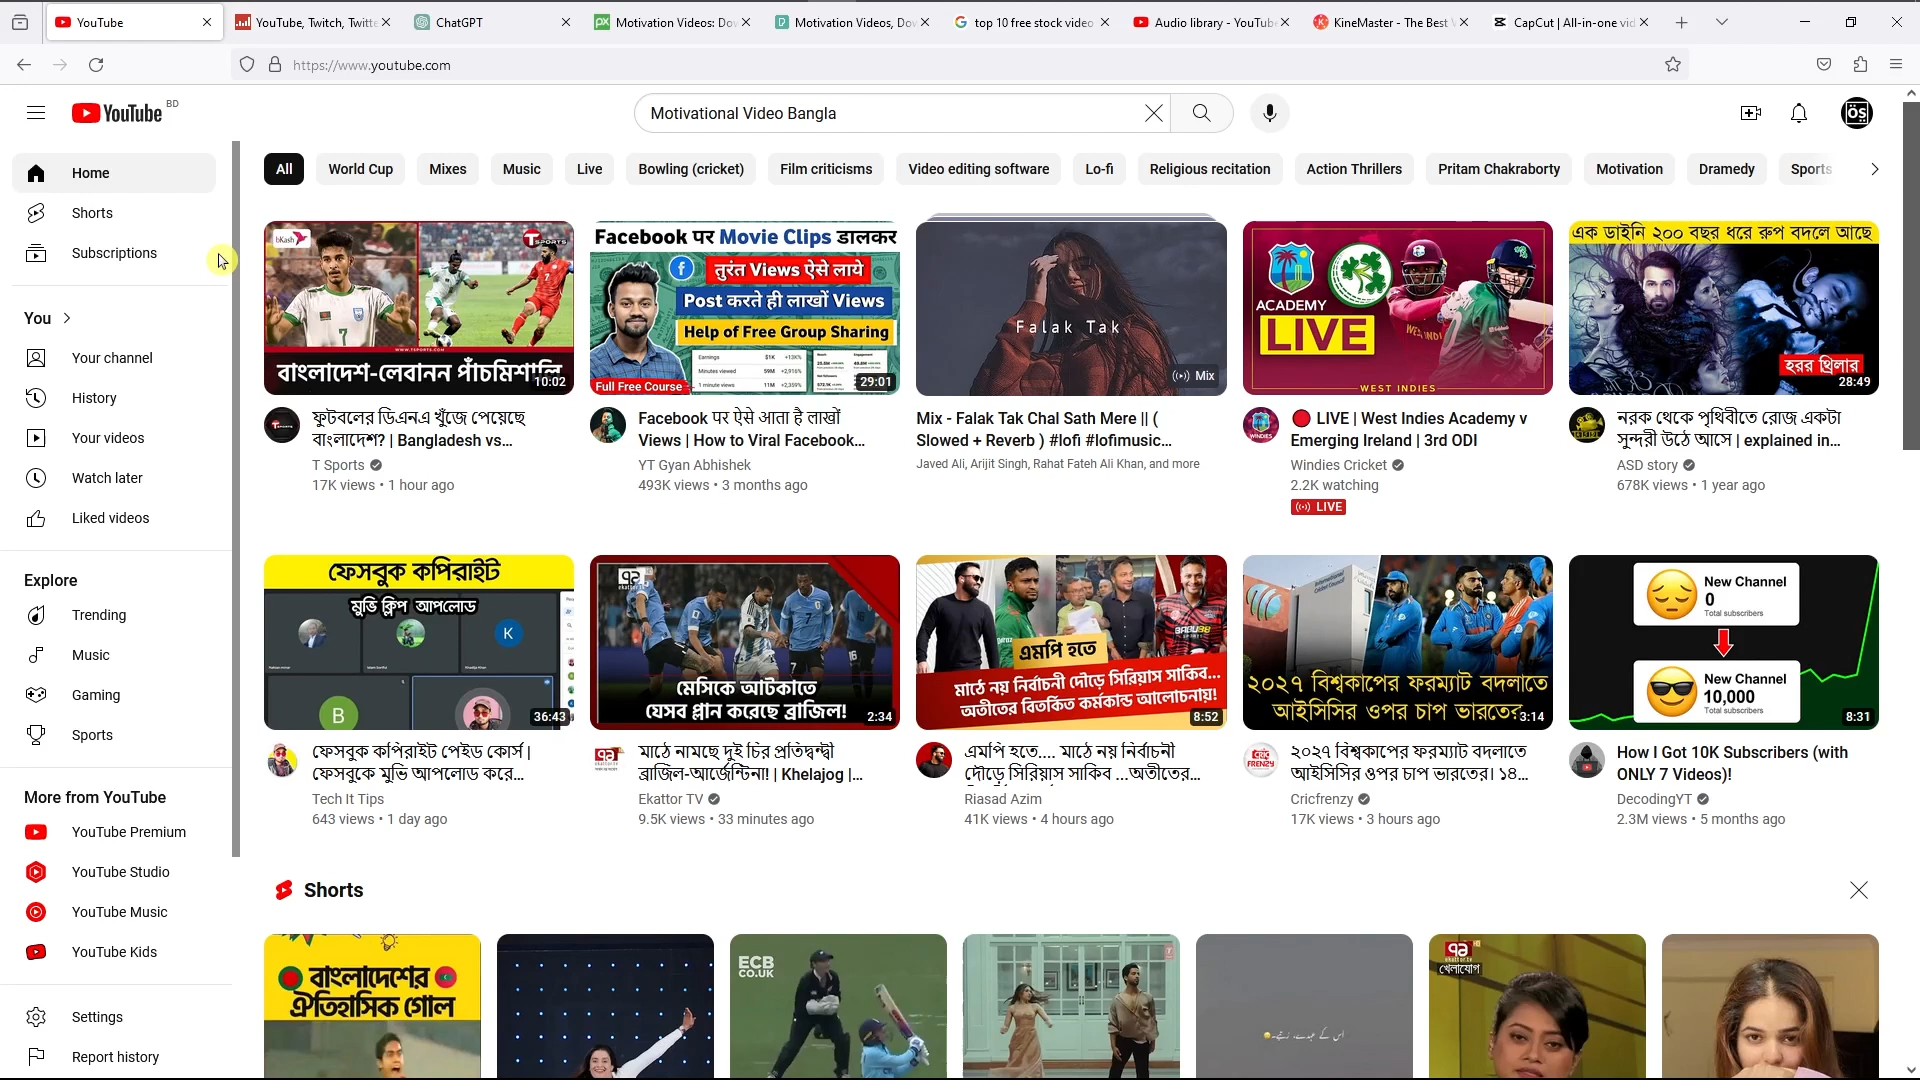 YouTube
YouTube, Twitch, Twitte
ChatGPT
Motivation Videos: Dow
Motivation Videos, Dow
top 10 free stock video
Audio library - YouTube
KineMaster - The Best V
CapCut | All-in-one vid
https://www.youtube.com
YouTube BD
Motivational Video Bangla
Home
Shorts
Subscriptions
You
Your channel
History
Your videos
Watch later
Liked videos
Explore
Trending
Music
Gaming
Sports
More from YouTube
YouTube Premium
YouTube Studio
YouTube Music
YouTube Kids
Settings
Report history
All
World Cup
Mixes
Music
Live
Bowling (cricket)
Film criticisms
Video editing software
Lo-fi
Religious recitation
Action Thrillers
Pritam Chakraborty
Motivation
Dramedy
Sports
bKash
T SPORTS
WWW.TSPORTS.COM
বাংলাদেশ-লেবানন পাঁচমিশালি
10:02
ফুটবলের ডিএনএ খুঁজে পেয়েছে
বাংলাদেশ? | Bangladesh vs...
T Sports
17K views • 1 hour ago
Facebook पर Movie Clips डालकर
तुरंत Views ऐसे लाये
Post करते ही लाखों Views
Help of Free Group Sharing
Full Free Course
29:01
Facebook पर ऐसे आता है लाखों
Views | How to Viral Facebook...
YT Gyan Abhishek
493K views • 3 months ago
Falak Tak
Mix
Mix - Falak Tak Chal Sath Mere || (
Slowed + Reverb ) #lofi #lofimusic...
Javed Ali, Arijit Singh, Rahat Fateh Ali Khan, and more
ACADEMY
LIVE
WEST INDIES
LIVE | West Indies Academy v
Emerging Ireland | 3rd ODI
Windies Cricket
2.2K watching
LIVE
এক ডাইনি ২০০ বছর ধরে রুপ বদলে আছে
হরর থ্রিলার
28:49
নরক থেকে পৃথিবীতে রোজ একটা
সুন্দরী উঠে আসে | explained in...
ASD story
678K views • 1 year ago
ফেসবুক কপিরাইট
মুভি ক্লিপ আপলোড
K
B
36:43
ফেসবুক কপিরাইট পেইড কোর্স |
ফেসবুকে মুভি আপলোড করে...
Tech It Tips
643 views • 1 day ago
মেসিকে আটকাতে
যেসব প্লান করেছে ব্রাজিল!
2:34
মাঠে নামছে দুই চির প্রতিদ্বন্দ্বী
ব্রাজিল-আর্জেন্টিনা! | Khelajog |...
Ekattor TV
9.5K views • 33 minutes ago
এমপি হতে
মাঠে নয় নির্বাচনী দৌড়ে সিরিয়াস সাকিব...
অতীতের বিতর্কিত কর্মকান্ড আলোচনায়!
8:52
এমপি হতে.... মাঠে নয় নির্বাচনী
দৌড়ে সিরিয়াস সাকিব ...অতীতের...
Riasad Azim
41K views • 4 hours ago
২০২৭ বিশ্বকাপের ফরম্যাট বদলাতে
আইসিসির ওপর চাপ ভারতের
3:14
২০২৭ বিশ্বকাপের ফরম্যাট বদলাতে
আইসিসির ওপর চাপ ভারতের। ১৪...
Cricfrenzy
17K views • 3 hours ago
New Channel
0
Total subscribers
New Channel
10,000
Total subscribers
8:31
How I Got 10K Subscribers (with
ONLY 7 Videos)!
DecodingYT
2.3M views • 5 months ago
Shorts
বাংলাদেশের
ঐতিহাসিক গোল
ECB
CO.UK
খেলাযোগ